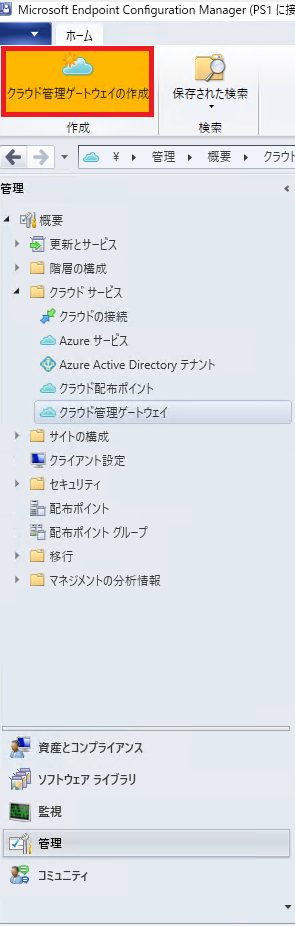 Microsoft Endpoint Configuration Manager (PS1 に接
ホーム
クラウド管理ゲートウェイの作成
保存された検索
作成
検索
¥ 管理 概要 クラウド
管理
概要
更新とサービス
階層の構成
クラウド サービス
クラウドの接続
Azure サービス
Azure Active Directory テナント
クラウド配布ポイント
クラウド管理ゲートウェイ
サイトの構成
クライアント設定
セキュリティ
配布ポイント
配布ポイント グループ
移行
マネジメントの分析情報
資産とコンプライアンス
ソフトウェア ライブラリ
監視
管理
コミュニティ